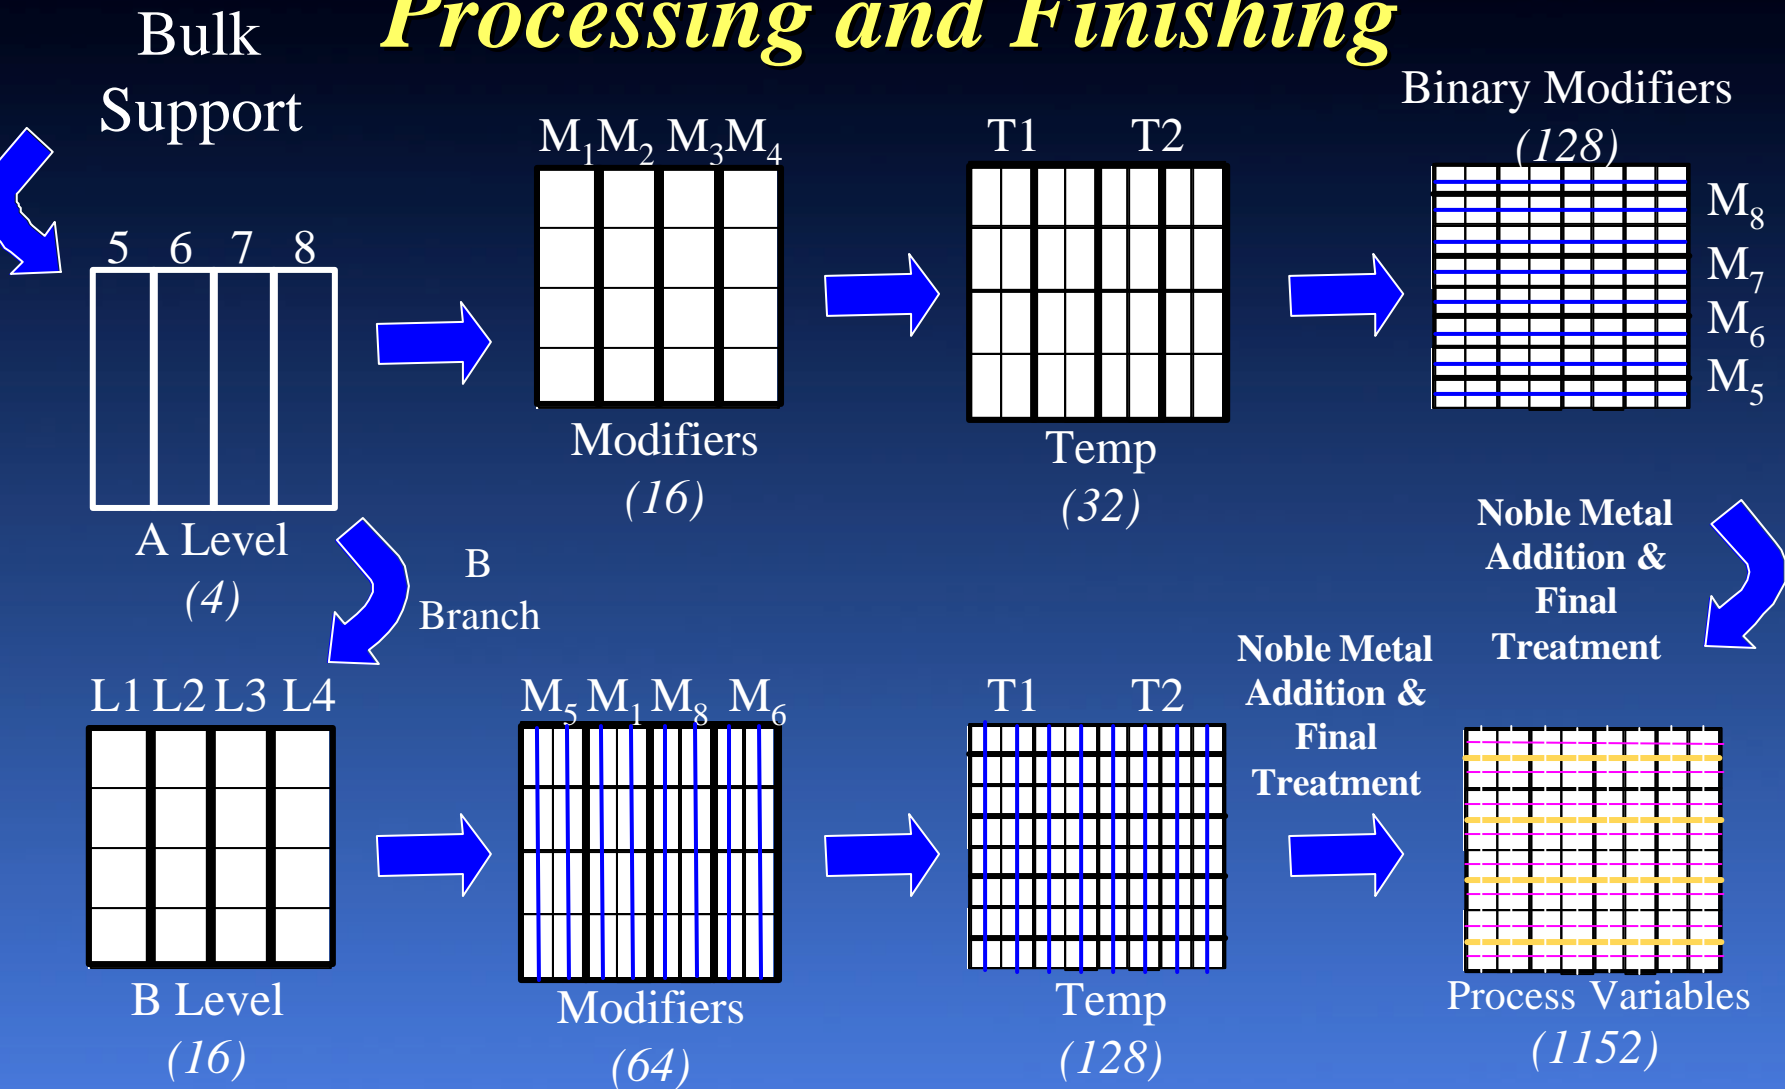 Processing and Finishing
Bulk
Support
5 6 7 8
A Level
(4)
M₁M₂ M₃M₄
Modifiers
(16)
T1 T2
Temp
(32)
Binary Modifiers
(128)
M₈
M₇
M₆
M₅
B
Branch
Noble Metal
Addition &
Final
Treatment
L1 L2 L3 L4
B Level
(16)
M₅ M₁ M₈ M₆
Modifiers
(64)
T1 T2
Temp
(128)
Noble Metal
Addition &
Final
Treatment
Process Variables
(1152)